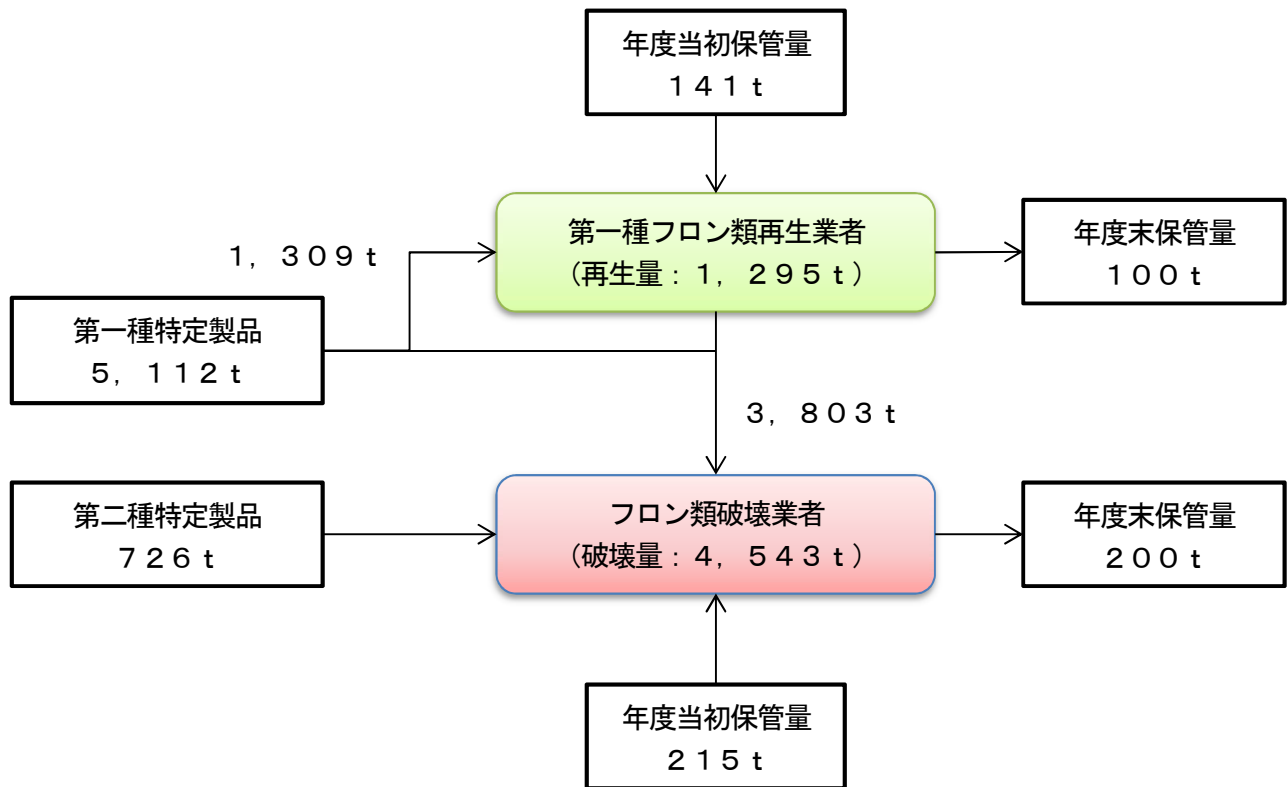 年度当初保管量
１４１ｔ
第一種フロン類再生業者
（再生量：１，２９５ｔ）
年度末保管量
１００ｔ
１，３０９ｔ
第一種特定製品
５，１１２ｔ
３，８０３ｔ
第二種特定製品
７２６ｔ
フロン類破壊業者
（破壊量：４，５４３ｔ）
年度末保管量
２００ｔ
年度当初保管量
２１５ｔ